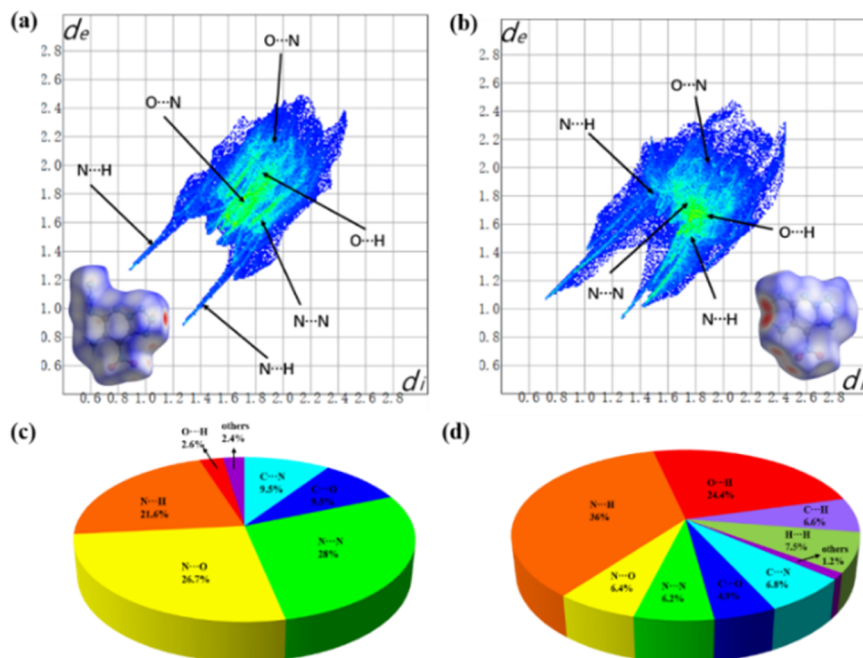 (a)
de
O···N
O···N
N···H
O···H
N···N
N···H
2.8
2.6
2.4
2.2
2.0
1.8
1.6
1.4
1.2
1.0
0.8
0.6
di
0.6 0.8 1.0 1.2 1.4 1.6 1.8 2.0 2.2 2.4 2.6 2.8
(b)
de
O···N
N···H
O···H
N···N
N···H
2.8
2.6
2.4
2.2
2.0
1.8
1.6
1.4
1.2
1.0
0.8
0.6
0.6 0.8 1.0 1.2 1.4 1.6 1.8 2.0 2.2 2.4 2.6 2.8
(c)
O···H
2.6%
others
2.4%
C···N
9.5%
C···O
N···H
21.6%
N···N
28%
N···O
26.7%
(d)
O···H
24.4%
N···H
36%
C···H
6.6%
H···H
7.5%
others
1.2%
C···N
6.8%
C···O
N···N
6.2%
N···O
6.4%